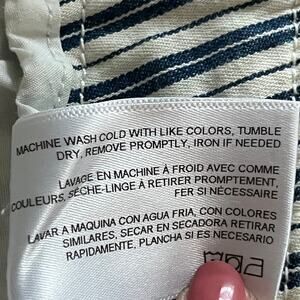 MACHINE WASH COLD WITH LIKE COLORS, TUMBLE
DRY, REMOVE PROMPTLY, IRON IF NEEDED
LAVAGE EN MACHINE À FROID AVEC COMME
COULEURS, SÈCHE-LINGE À RETIRER PROMPTEMENT,
FER SI NÉCESSAIRE
LAVAR A MAQUINA CON AGUA FRIA, CON COLORES
SIMILARES, SECAR EN SECADORA RETIRAR
RAPIDAMENTE, PLANCHA SI ES NECESARIO